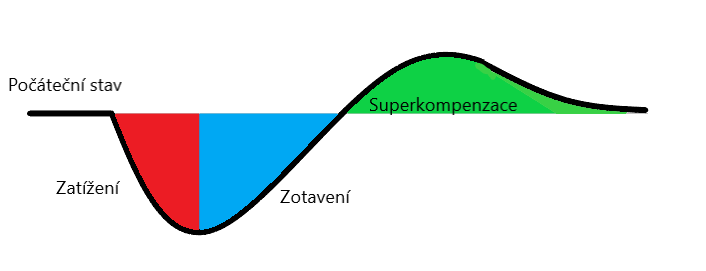 Počáteční stav
Superkompenzace
Zatížení
Zotavení